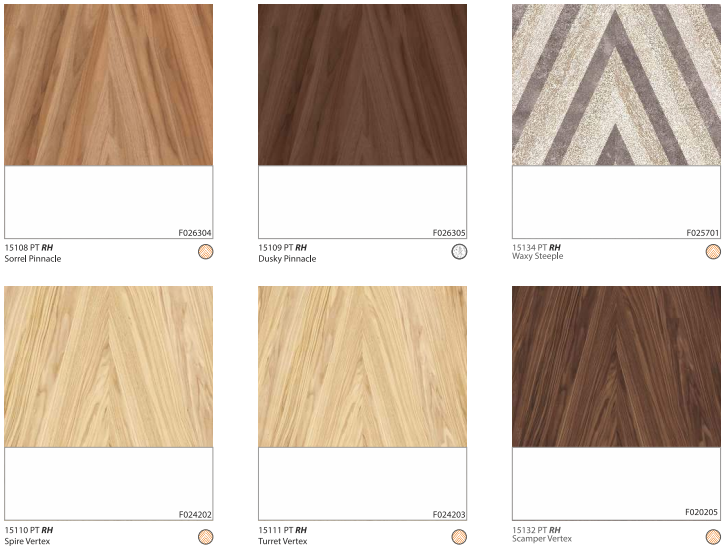 F026304
15108 PT RH
Sorrel Pinnacle
F026305
15109 PT RH
Dusky Pinnacle
F025701
15134 PT RH
Waxy Steeple
F024202
15110 PT RH
Spire Vertex
F024203
15111 PT RH
Turret Vertex
F020205
15132 PT RH
Scamper Vertex